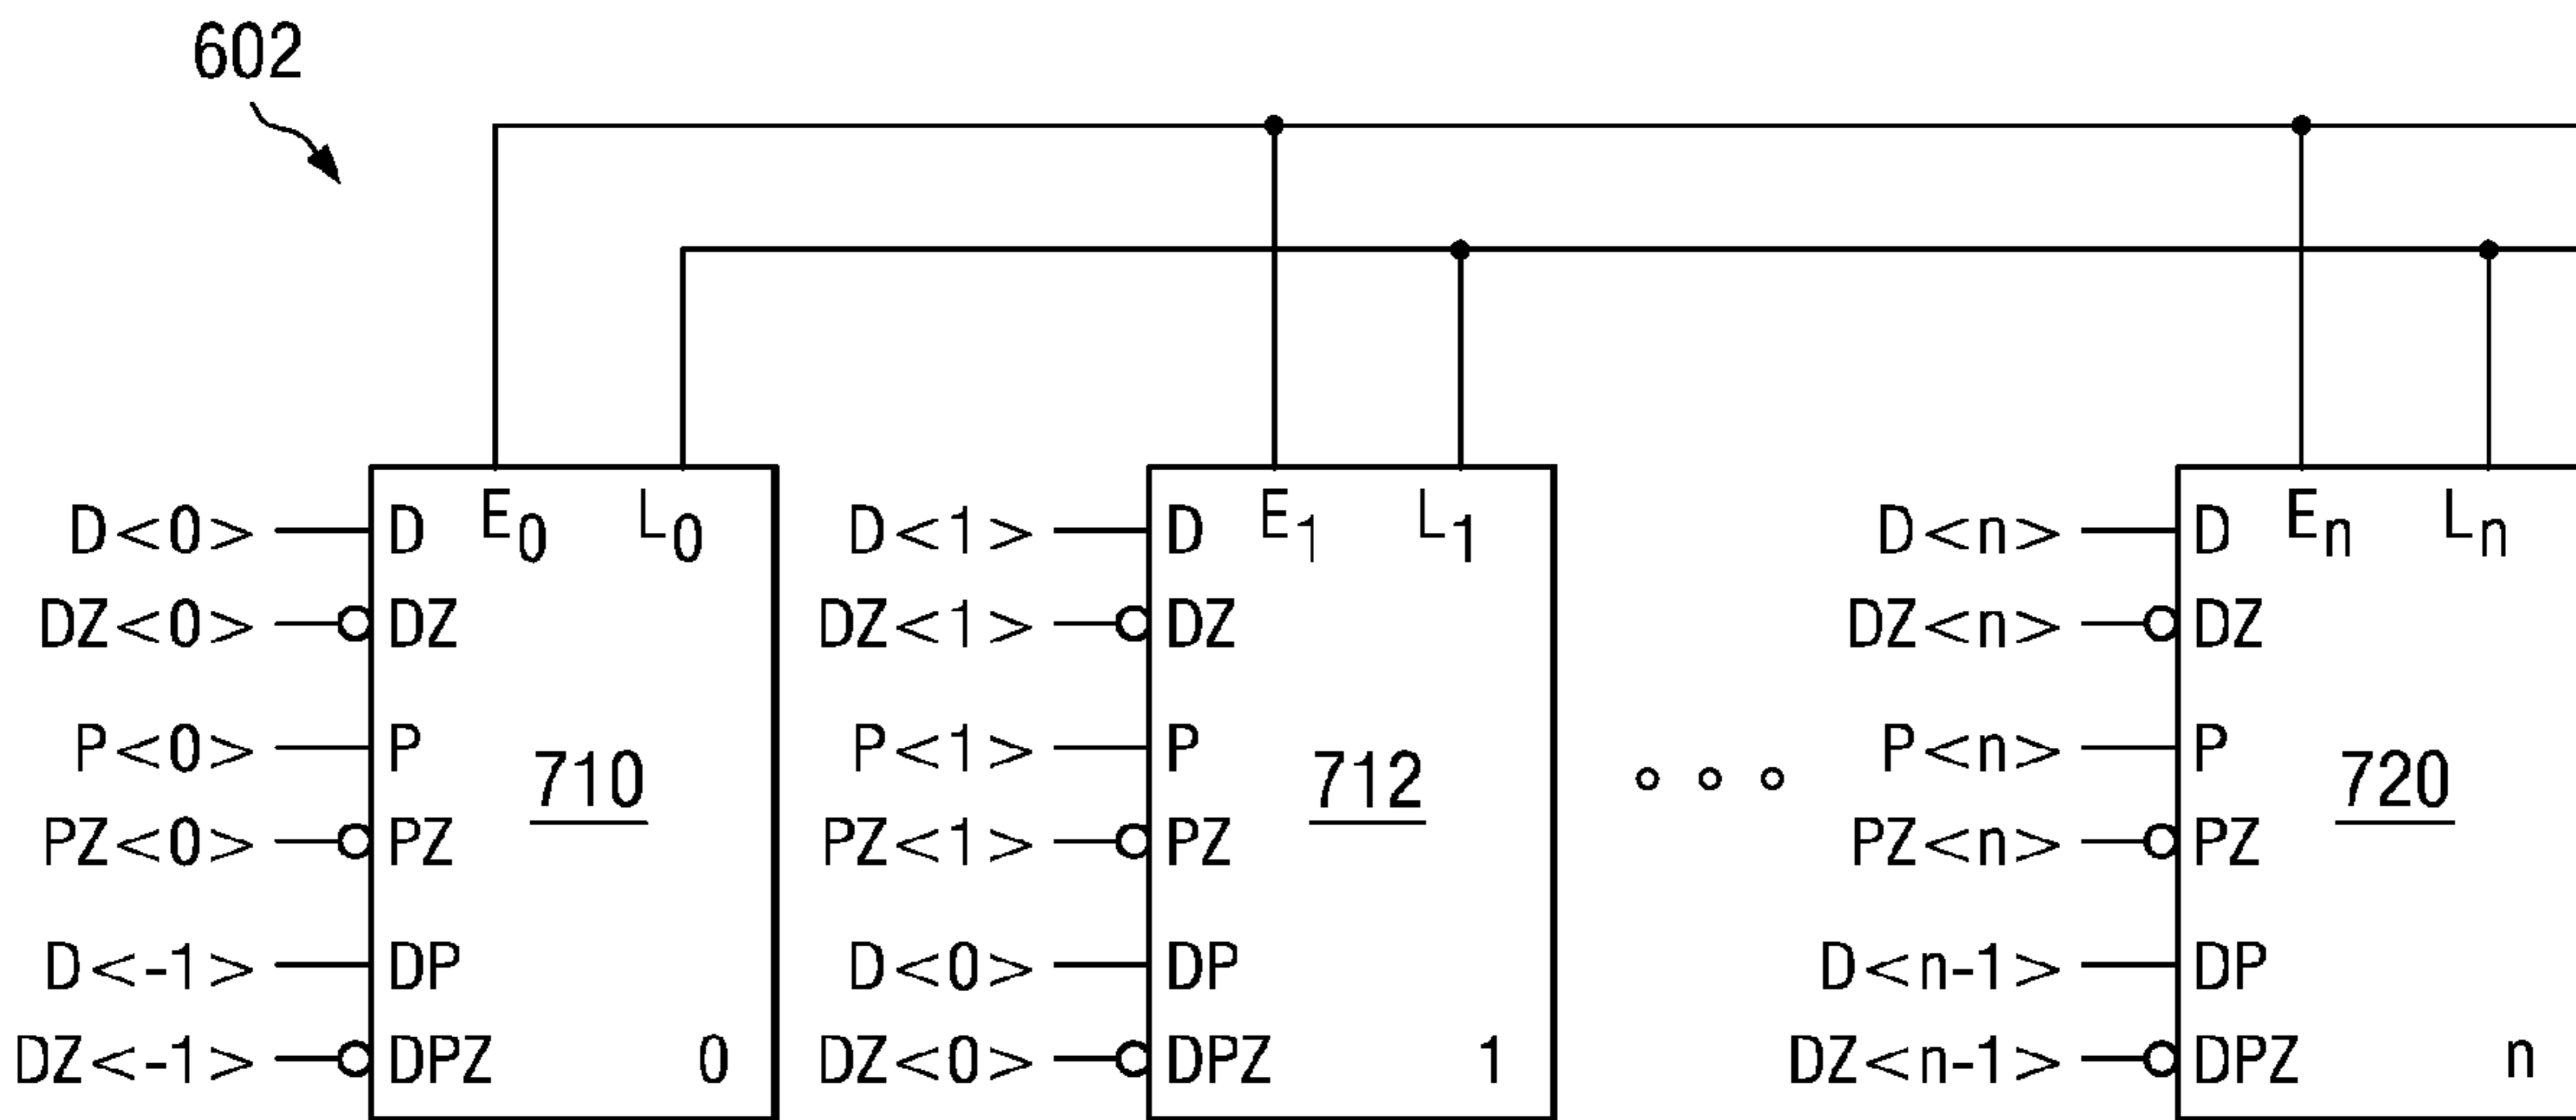 602
D<0> D E0 L0 D<1> D E1 L1 D<n> D En Ln
DZ<0> DZ DZ<1> DZ DZ<n> DZ
P<0> P P<1> P P<n> P
710 712 720
PZ<0> PZ PZ<1> PZ PZ<n> PZ
D<-1> DP D<0> DP D<n-1> DP
DZ<-1> DPZ 0 DZ<0> DPZ 1 DZ<n-1> DPZ n